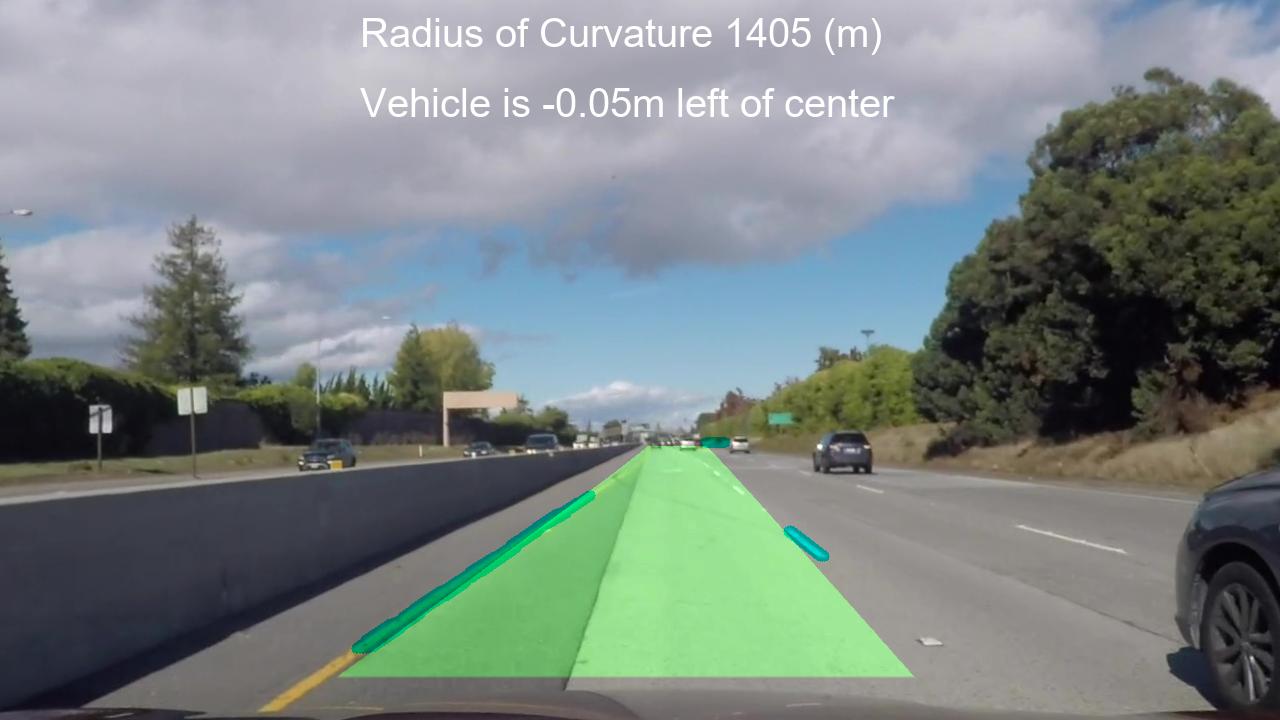 Radius of Curvature 1405 (m)
Vehicle is -0.05m left of center